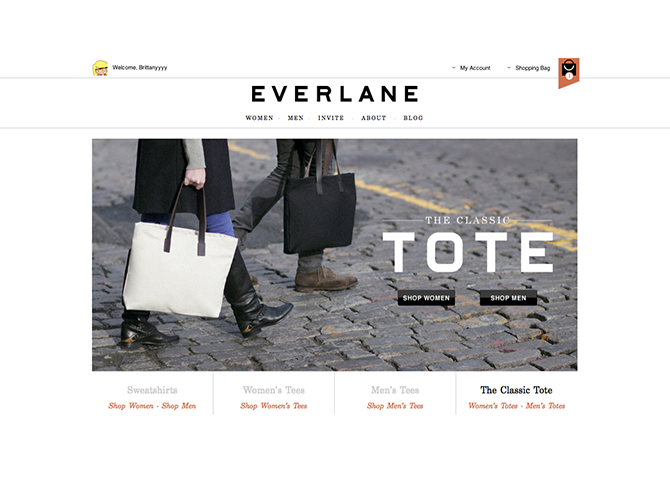 Welcome, Brittanyyyy
My Account
Shopping Bag
EVERLANE
WOMEN MEN INVITE ABOUT BLOG
THE CLASSIC
TOTE
SHOP WOMEN
SHOP MEN
Sweatshirts
Shop Women - Shop Men
Women's Tees
Shop Women's Tees
Men's Tees
Shop Men's Tees
The Classic Tote
Women's Totes - Men's Totes